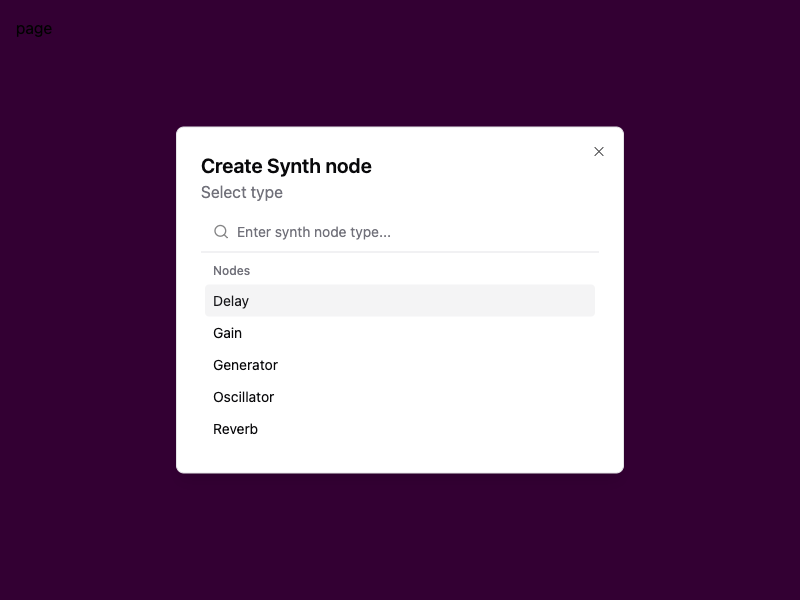 page
Create Synth node
Select type
Enter synth node type...
Nodes
Delay
Gain
Generator
Oscillator
Reverb